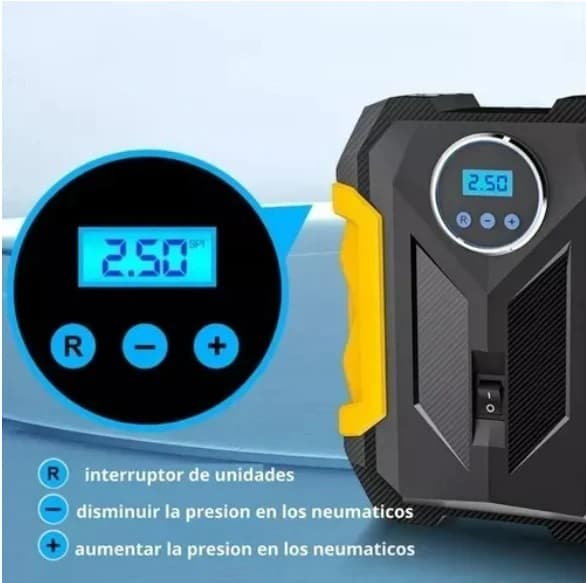 2.50 SPI
R − +
2.50
R − +
I
O
R interruptor de unidades
− disminuir la presion en los neumaticos
+ aumentar la presion en los neumaticos